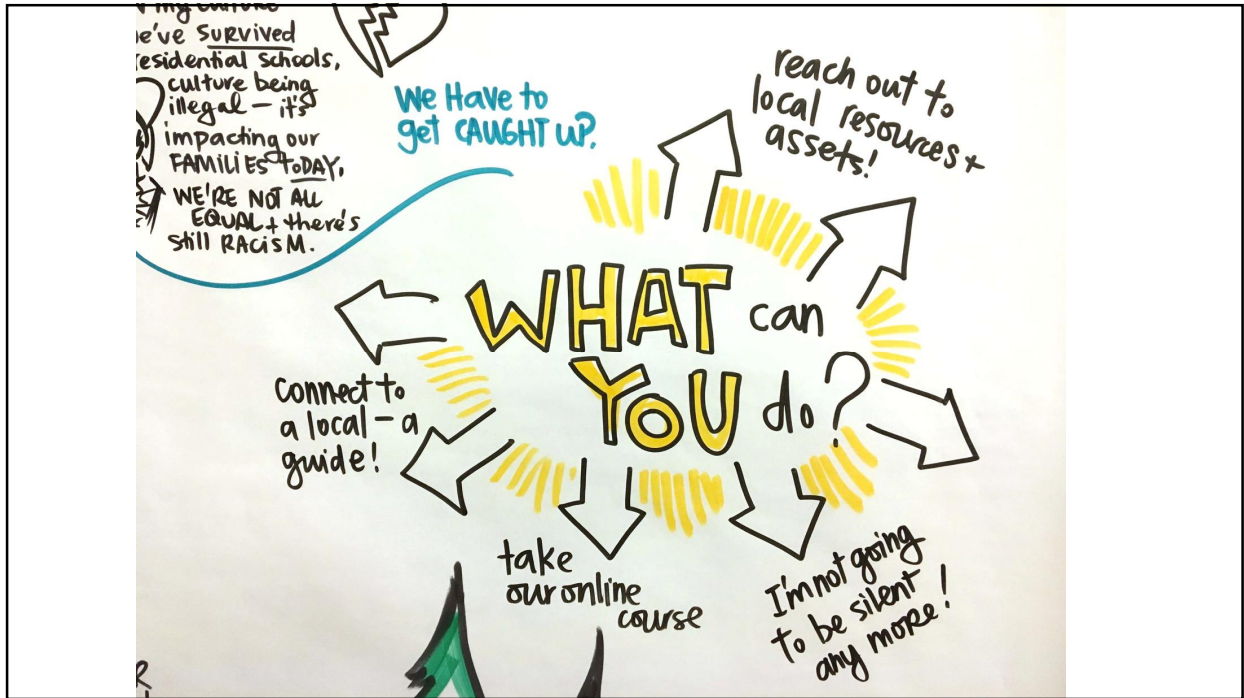 my culture
we've SURVIVED
residential schools,
culture being
illegal – it's
impacting our
FAMILIES TODAY.
WE'RE NOT ALL
EQUAL + there's
still RACISM.
We Have to
get CAUGHT UP.
reach out to
local resources +
assets!
WHAT can
YOU do?
connect to
a local – a
guide!
take
our online
course
I'm not going
to be silent
any more!
R